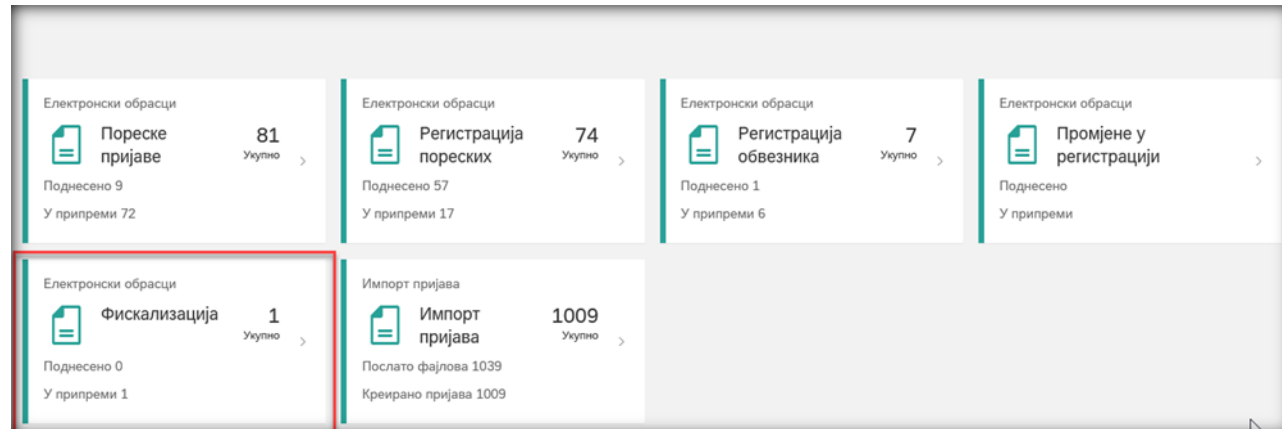 Електронски обрасци
Пореске
пријаве
81
Укупно
Поднесено 9
У припреми 72
Електронски обрасци
Регистрација
пореских
74
Укупно
Поднесено 57
У припреми 17
Електронски обрасци
Регистрација
обвезника
7
Укупно
Поднесено 1
У припреми 6
Електронски обрасци
Промјене у
регистрацији
Поднесено
У припреми
Електронски обрасци
Фискализација
1
Укупно
Поднесено 0
У припреми 1
Импорт пријава
Импорт
пријава
1009
Укупно
Послато фајлова 1039
Креирано пријава 1009